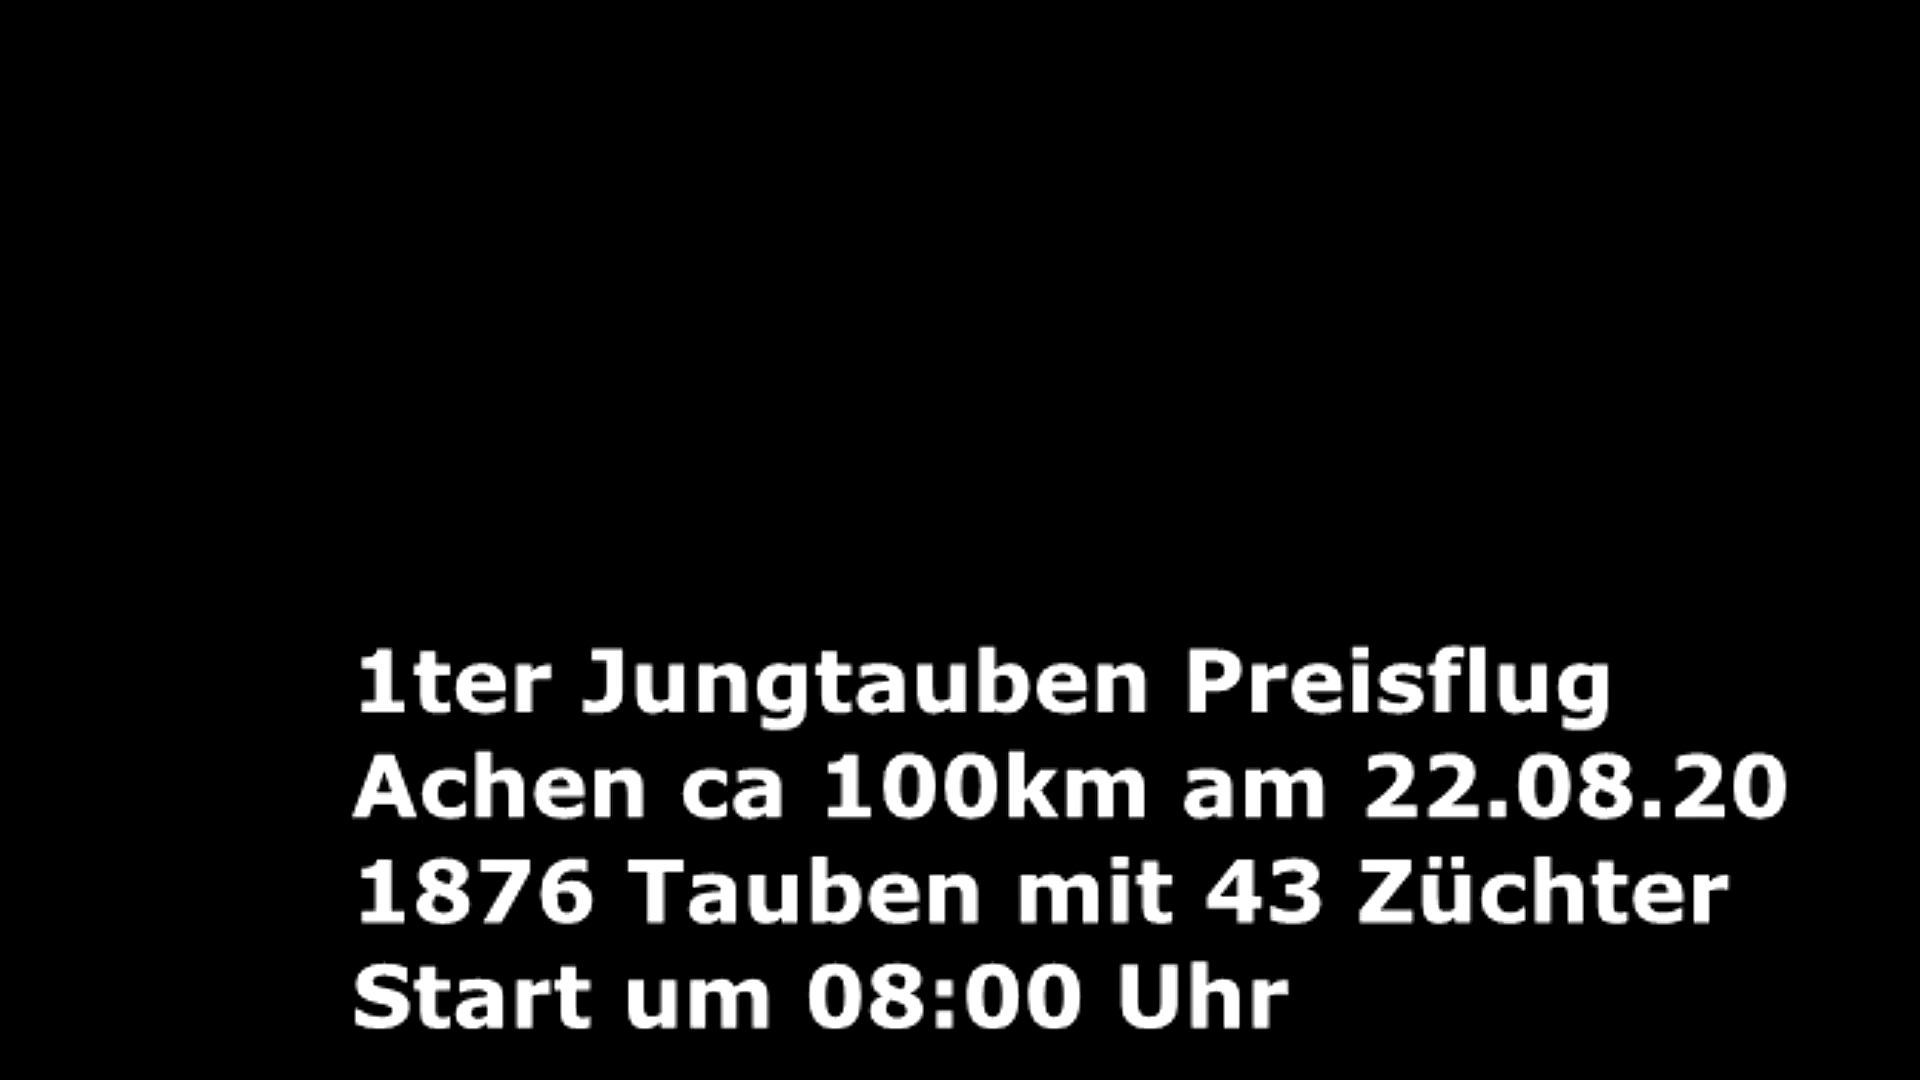 1ter Jungtauben Preisflug
Achen ca 100km am 22.08.20
1876 Tauben mit 43 Züchter
Start um 08:00 Uhr